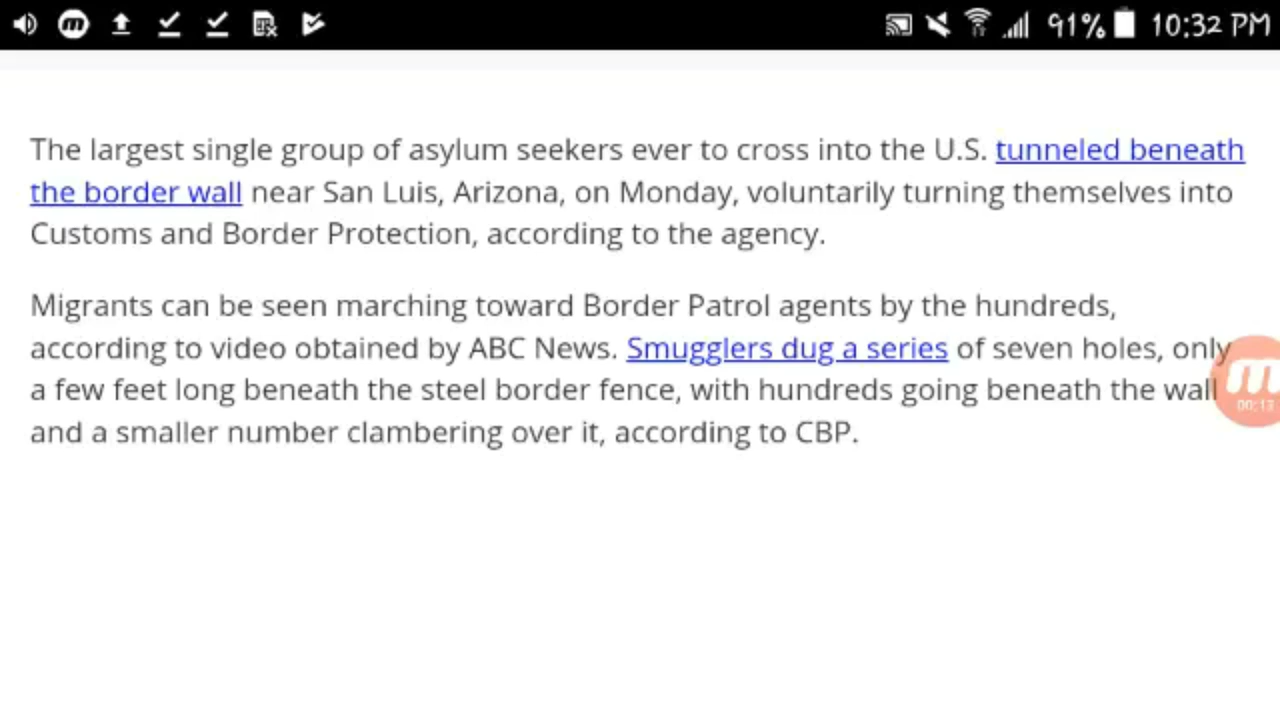 91% 10:32 PM
The largest single group of asylum seekers ever to cross into the U.S. tunneled beneath
the border wall near San Luis, Arizona, on Monday, voluntarily turning themselves into
Customs and Border Protection, according to the agency.
Migrants can be seen marching toward Border Patrol agents by the hundreds,
according to video obtained by ABC News. Smugglers dug a series of seven holes, only
a few feet long beneath the steel border fence, with hundreds going beneath the wall
00:13
and a smaller number clambering over it, according to CBP.